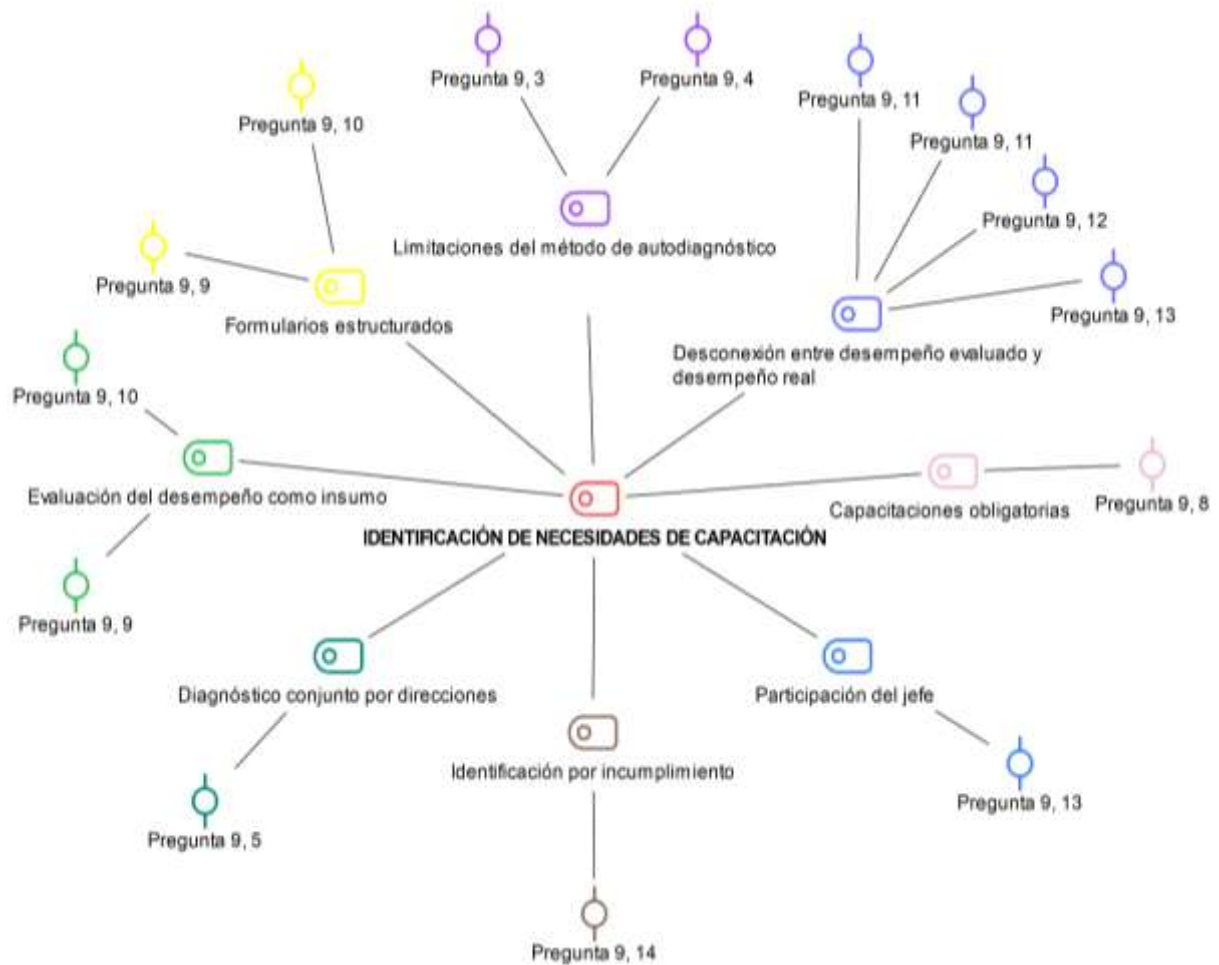 Pregunta 9, 3
Pregunta 9, 4
Pregunta 9, 11
Pregunta 9, 10
Pregunta 9, 11
Limitaciones del método de autodiagnóstico
Pregunta 9, 12
Pregunta 9, 9
Pregunta 9, 13
Formularios estructurados
Desconexión entre desempeño evaluado y
desempeño real
Pregunta 9, 10
Evaluación del desempeño como insumo
Capacitaciones obligatorias
Pregunta 9, 8
IDENTIFICACIÓN DE NECESIDADES DE CAPACITACIÓN
Pregunta 9, 9
Diagnóstico conjunto por direcciones
Participación del jefe
Identificación por incumplimiento
Pregunta 9, 13
Pregunta 9, 5
Pregunta 9, 14